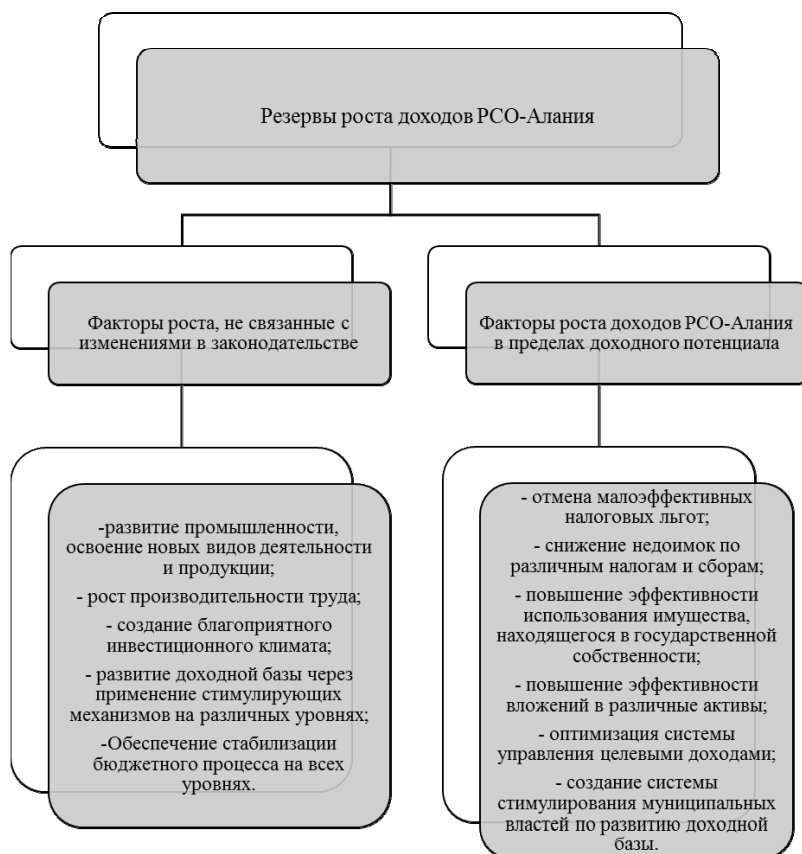 Резервы роста доходов РСО-Алания
Факторы роста, не связанные с
изменениями в законодательстве
Факторы роста доходов РСО-Алания
в пределах доходного потенциала
-развитие промышленности,
освоение новых видов деятельности
и продукции;
- рост производительности труда;
- создание благоприятного
инвестиционного климата;
- развитие доходной базы через
применение стимулирующих
механизмов на различных уровнях;
-Обеспечение стабилизации
бюджетного процесса на всех
уровнях.
- отмена малоэффективных
налоговых льгот;
- снижение недоимок по
различным налогам и сборам;
- повышение эффективности
использования имущества,
находящегося в государственной
собственности;
- повышение эффективности
вложений в различные активы;
- оптимизация системы
управления целевыми доходами;
- создание системы
стимулирования муниципальных
властей по развитию доходной
базы.